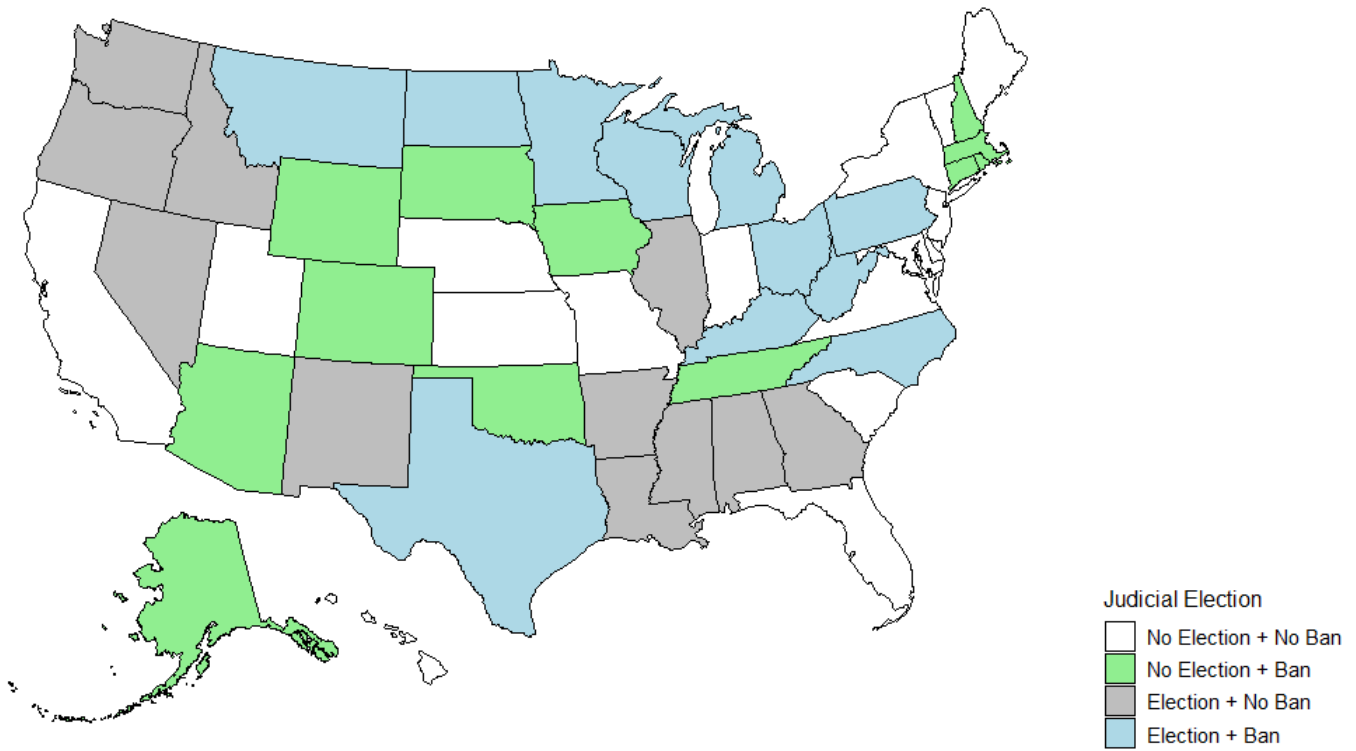 Judicial Election
No Election + No Ban
No Election + Ban
Election + No Ban
Election + Ban